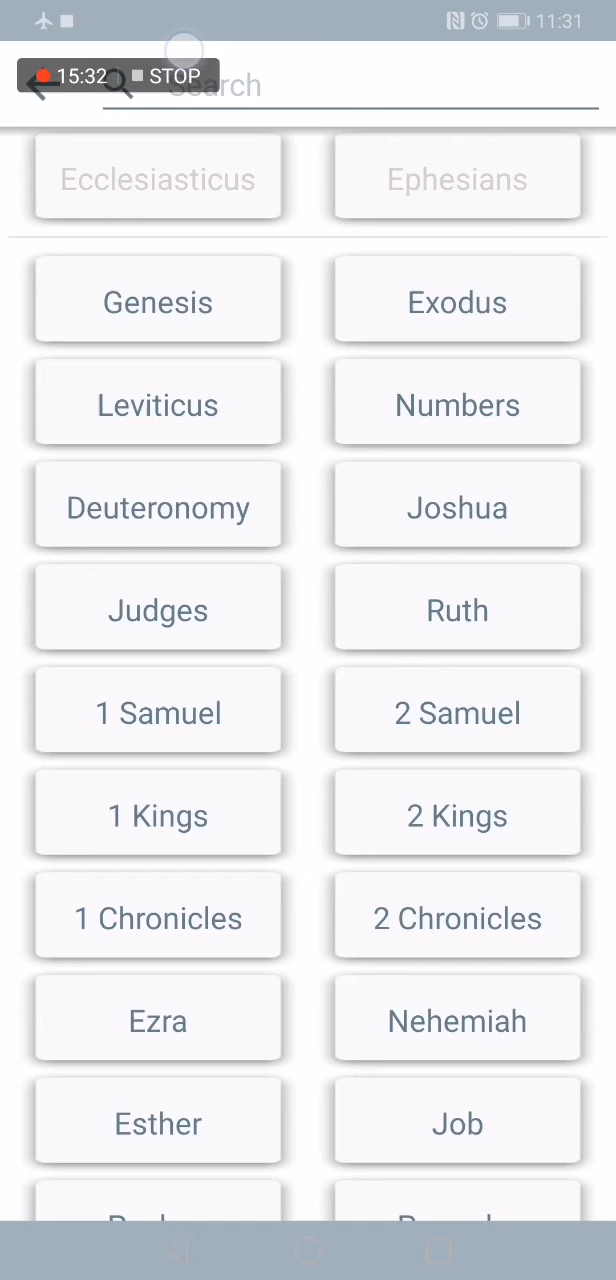 11:31
15:32 STOP
Search
Ecclesiasticus Ephesians
Genesis Exodus
Leviticus Numbers
Deuteronomy Joshua
Judges Ruth
1 Samuel 2 Samuel
1 Kings 2 Kings
1 Chronicles 2 Chronicles
Ezra Nehemiah
Esther Job